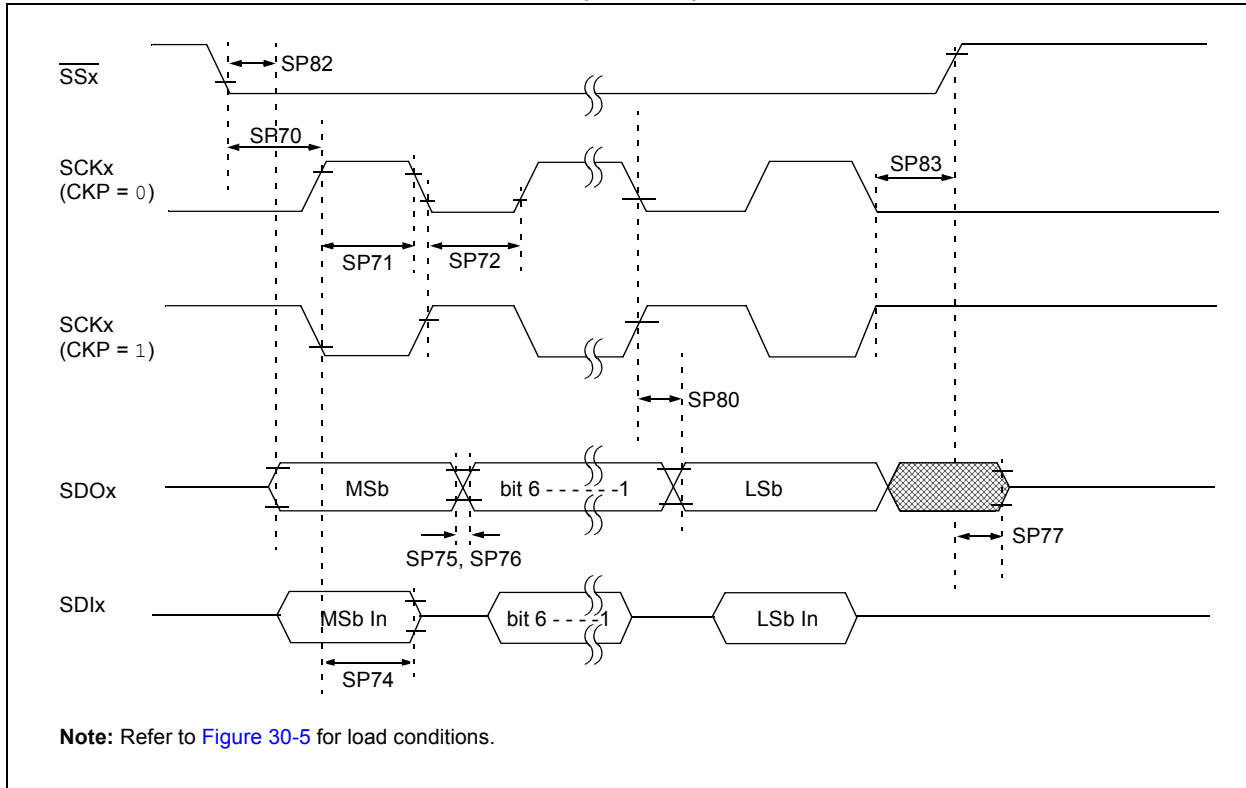 SSx
SP82
SP70
SCKx
(CKP = 0)
SP83
SP71
SP72
SCKx
(CKP = 1)
SP80
SDOx
MSb
bit 6 - - - - - -1
LSb
SP75, SP76
SP77
SDIx
MSb In
bit 6 - - - -1
LSb In
SP74
Note: Refer to Figure 30-5 for load conditions.